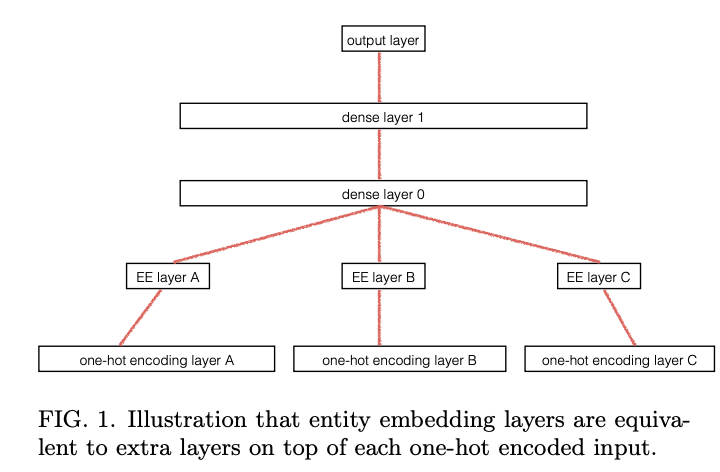 output layer
dense layer 1
dense layer 0
EE layer A
EE layer B
EE layer C
one-hot encoding layer A
one-hot encoding layer B
one-hot encoding layer C
FIG. 1. Illustration that entity embedding layers are equiva-
lent to extra layers on top of each one-hot encoded input.